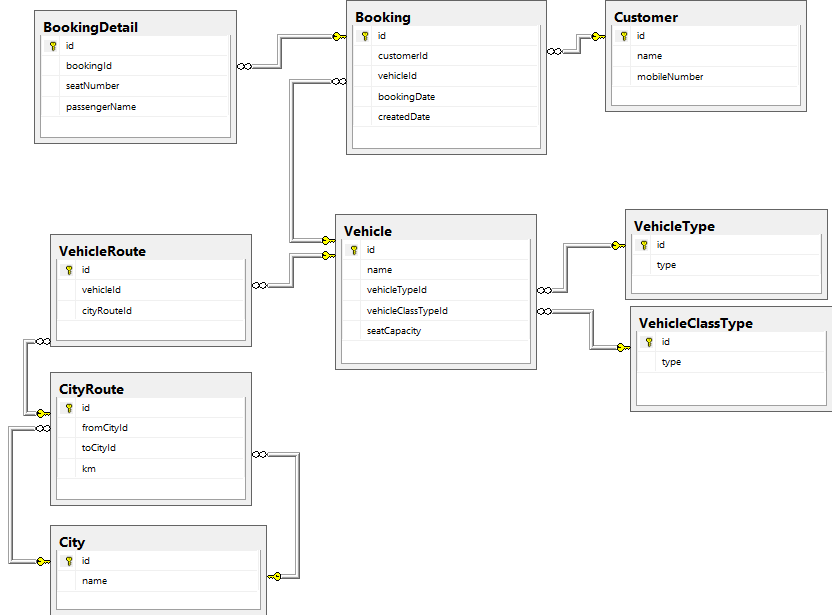 BookingDetail
id
bookingId
seatNumber
passengerName
Booking
id
customerId
vehicleId
bookingDate
createdDate
Customer
id
name
mobileNumber
VehicleRoute
id
vehicleId
cityRouteId
Vehicle
id
name
vehicleTypeId
vehicleClassTypeId
seatCapacity
VehicleType
id
type
VehicleClassType
id
type
CityRoute
id
fromCityId
toCityId
km
City
id
name